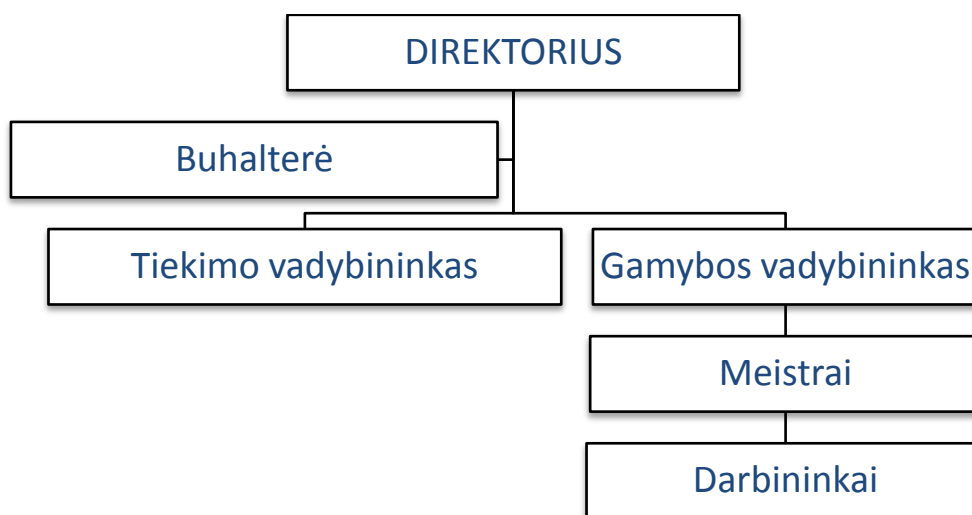 DIREKTORIUS
Buhalterė
Tiekimo vadybininkas
Gamybos vadybininkas
Meistrai
Darbininkai